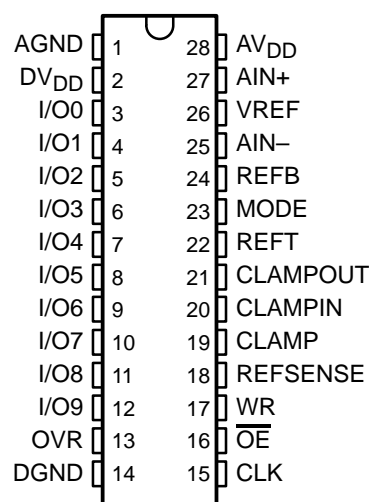 AGND 1 28 AVDD
DVDD 2 27 AIN+
I/O0 3 26 VREF
I/O1 4 25 AIN–
I/O2 5 24 REFB
I/O3 6 23 MODE
I/O4 7 22 REFT
I/O5 8 21 CLAMPOUT
I/O6 9 20 CLAMPIN
I/O7 10 19 CLAMP
I/O8 11 18 REFSENSE
I/O9 12 17 WR
OVR 13 16 OE
DGND 14 15 CLK